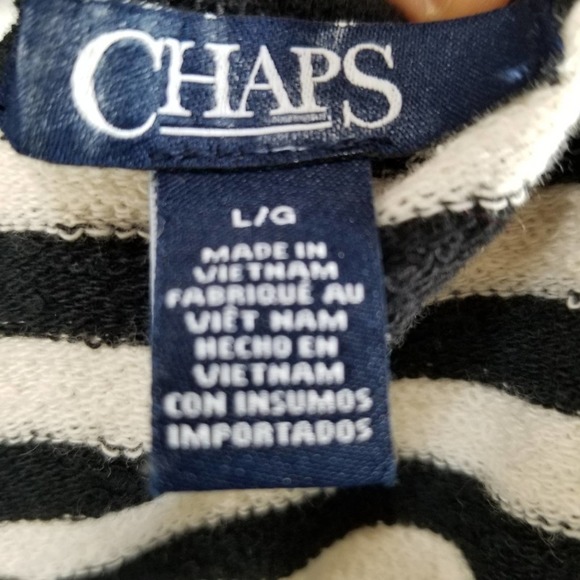 CHAPS
L/G
MADE IN
VIETNAM
FABRIQUÉ AU
VIÊT NAM
HECHO EN
VIETNAM
CON INSUMOS
IMPORTADOS